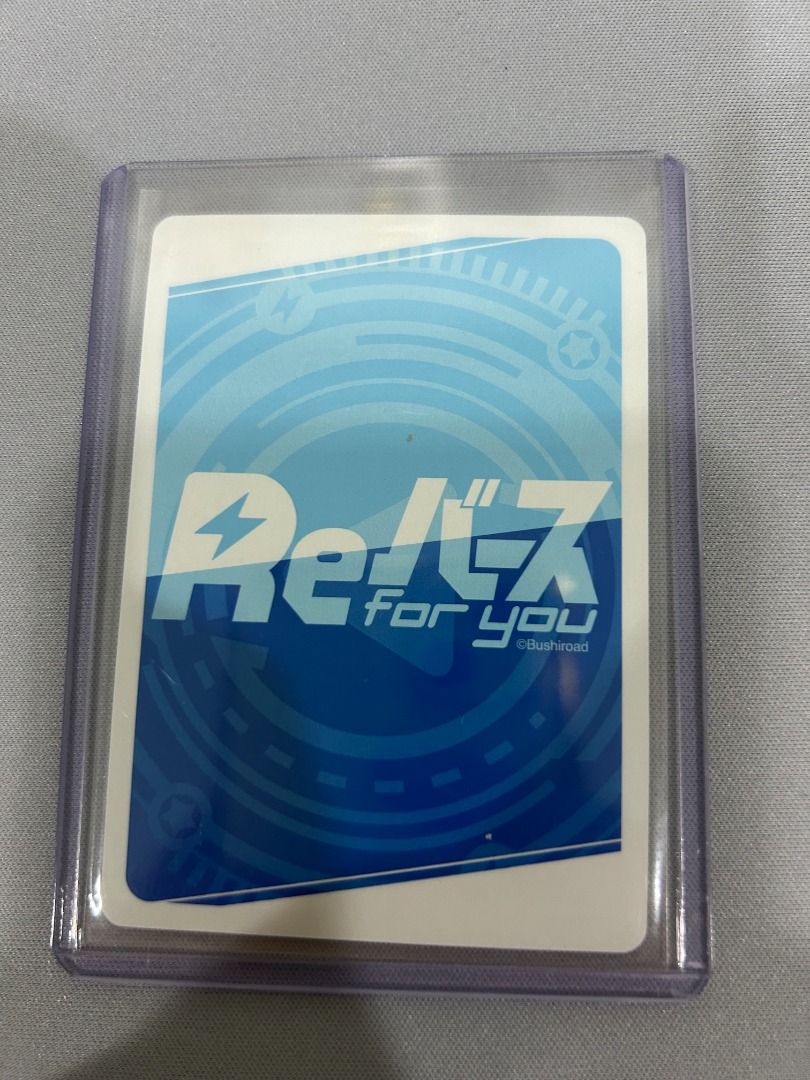 Reバース
for you
©Bushiroad